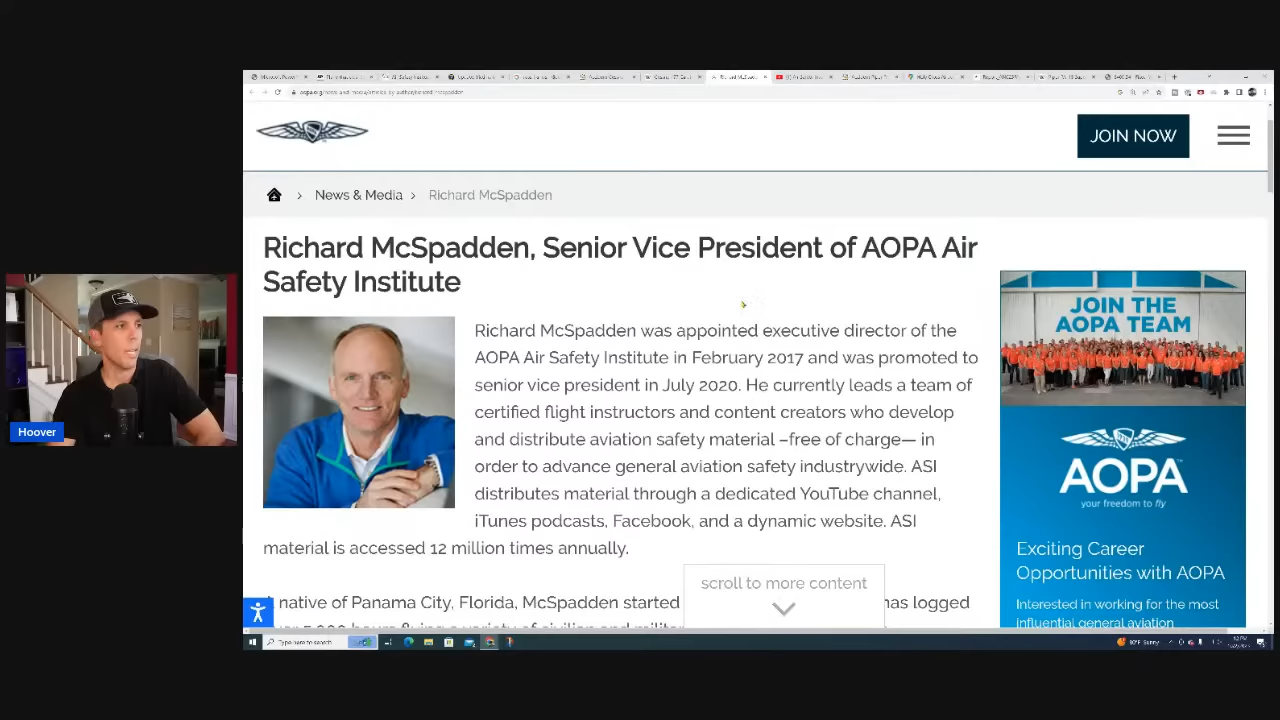 JOIN NOW
News & Media
Richard McSpadden
Richard McSpadden, Senior Vice President of AOPA Air
Safety Institute
Richard McSpadden was appointed executive director of the
AOPA Air Safety Institute in February 2017 and was promoted to
senior vice president in July 2020. He currently leads a team of
certified flight instructors and content creators who develop
and distribute aviation safety material –free of charge— in
order to advance general aviation safety industrywide. ASI
distributes material through a dedicated YouTube channel,
iTunes podcasts, Facebook, and a dynamic website. ASI
material is accessed 12 million times annually.
native of Panama City, Florida, McSpadden started
has logged
scroll to more content
JOIN THE
AOPA TEAM
AOPA
your freedom to fly
Exciting Career
Opportunities with AOPA
Interested in working for the most
influential general aviation
Hoover
Type here to search
80°F Sunny